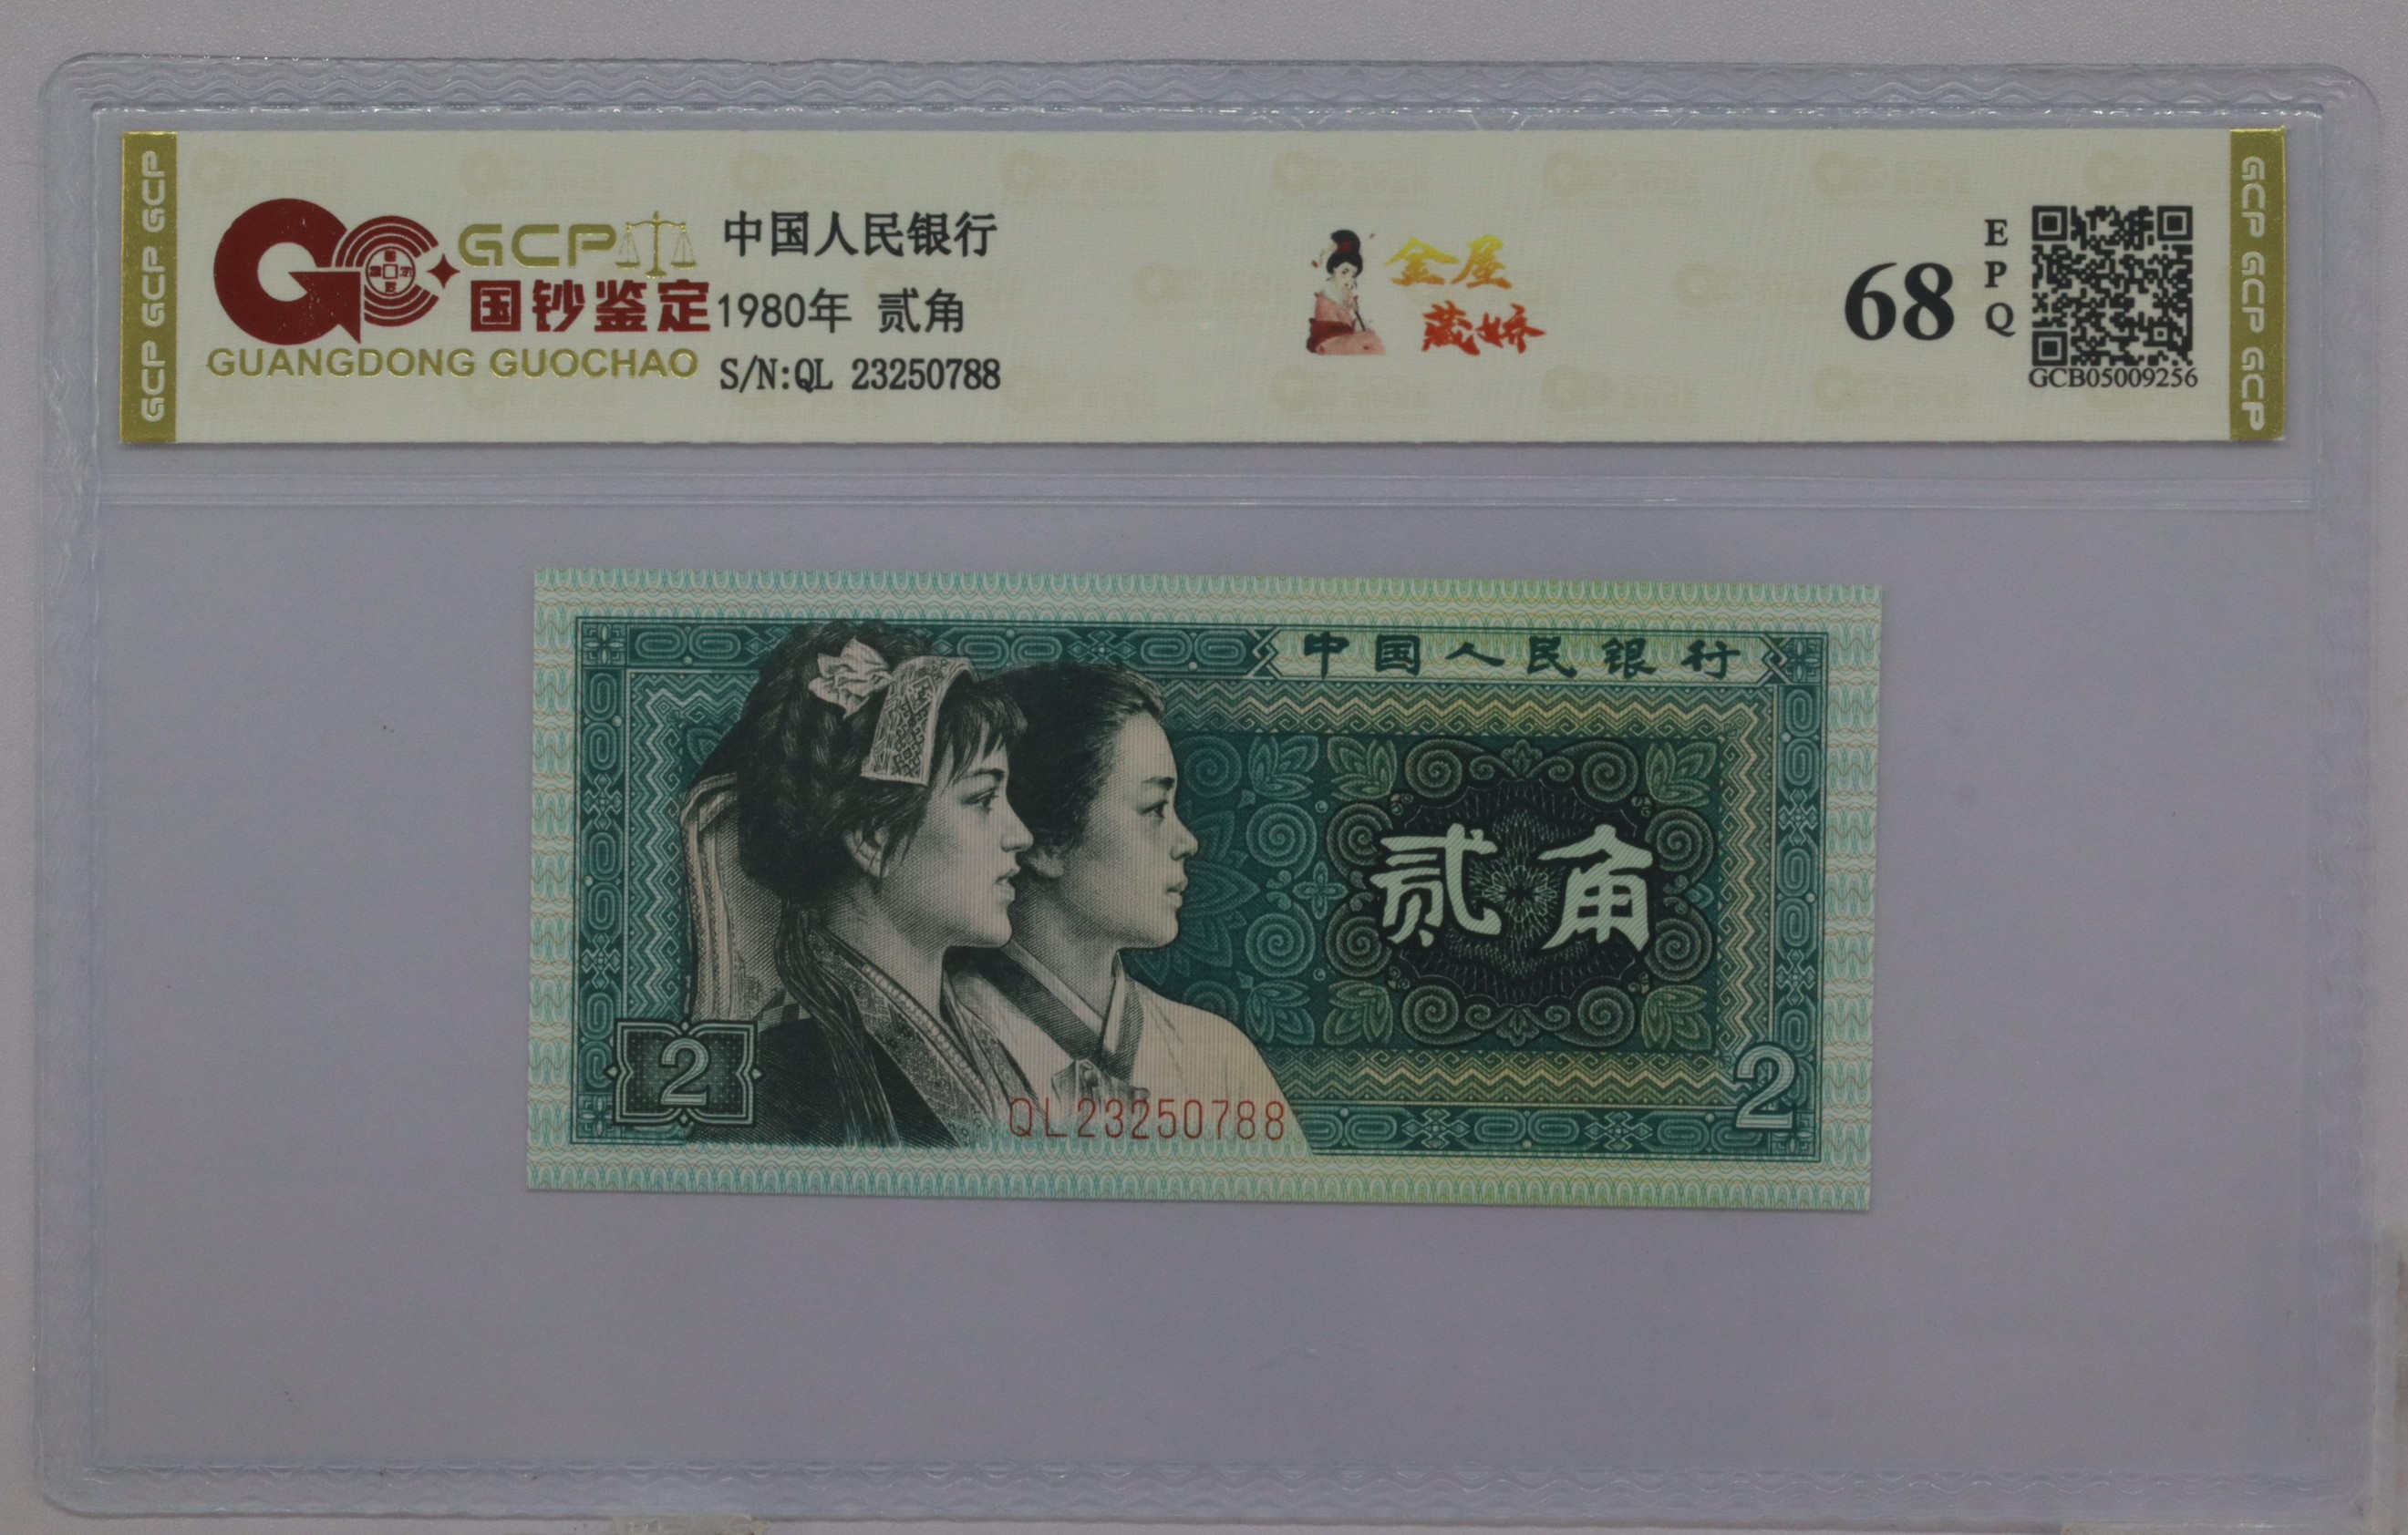 GCP GCP GCP
GCP
国钞鉴定
GUANGDONG GUOCHAO
中国人民银行
1980年 贰角
S/N:QL 23250788
金屋
藏娇
68
EPQ
GCB05009256
GCP GCP GCP
中国人民银行
贰角
2
2
QL23250788